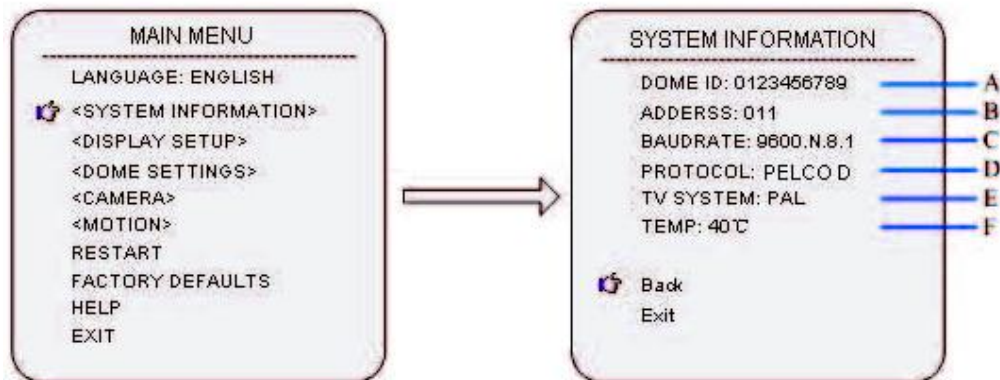 MAIN MENU
LANGUAGE: ENGLISH
<SYSTEM INFORMATION>
<DISPLAY SETUP>
<DOME SETTINGS>
<CAMERA>
<MOTION>
RESTART
FACTORY DEFAULTS
HELP
EXIT
SYSTEM INFORMATION
DOME ID: 0123456789 A
ADDERSS: 011 B
BAUDRATE: 9600.N.8.1 C
PROTOCOL: PELCO D D
TV SYSTEM: PAL E
TEMP: 40℃ F
Back
Exit